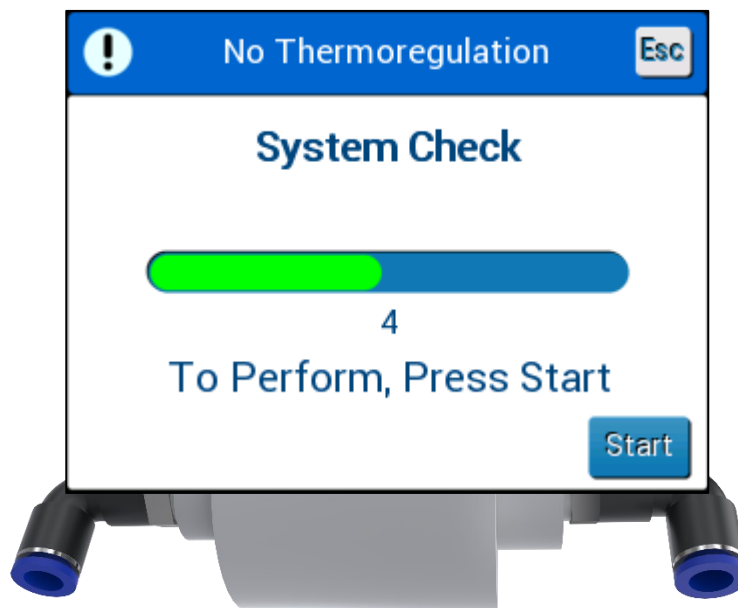 No Thermoregulation
Esc
System Check
4
To Perform, Press Start
Start